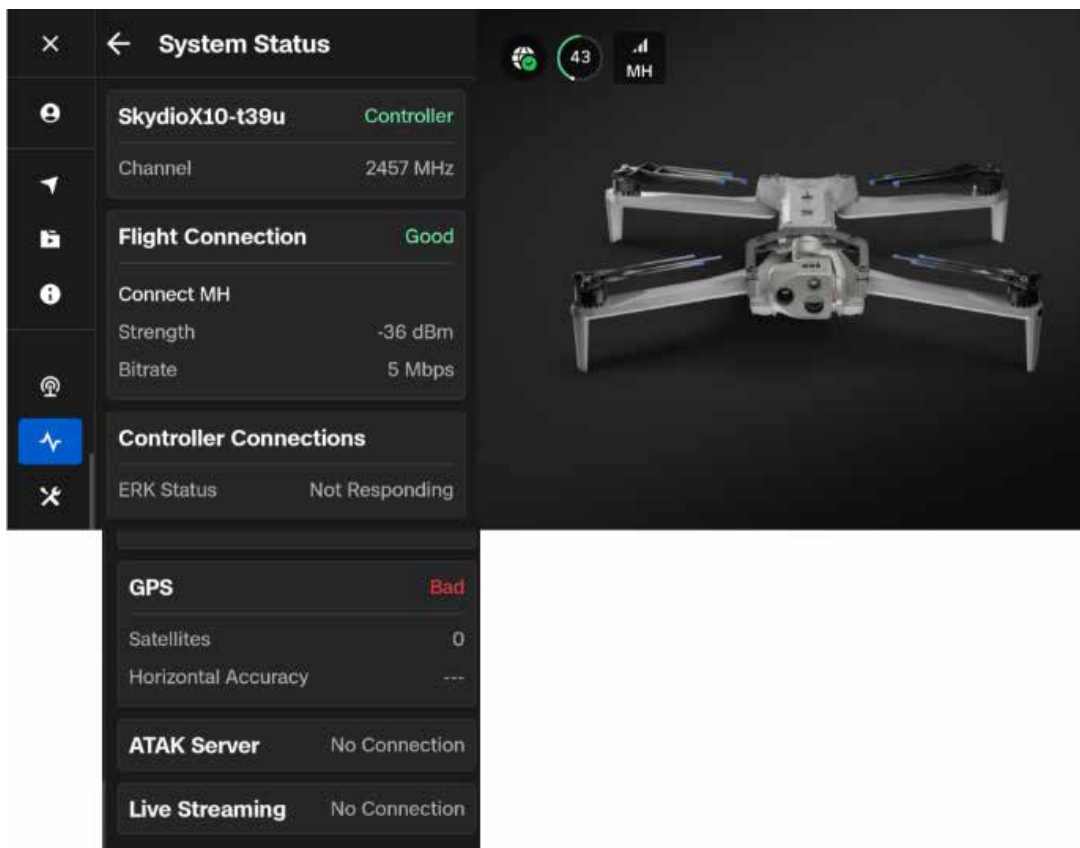 System Status
43
MH
SkydioX10-t39u Controller
Channel 2457 MHz
Flight Connection Good
Connect MH
Strength -36 dBm
Bitrate 5 Mbps
Controller Connections
ERK Status Not Responding
GPS Bad
Satellites 0
Horizontal Accuracy ---
ATAK Server No Connection
Live Streaming No Connection